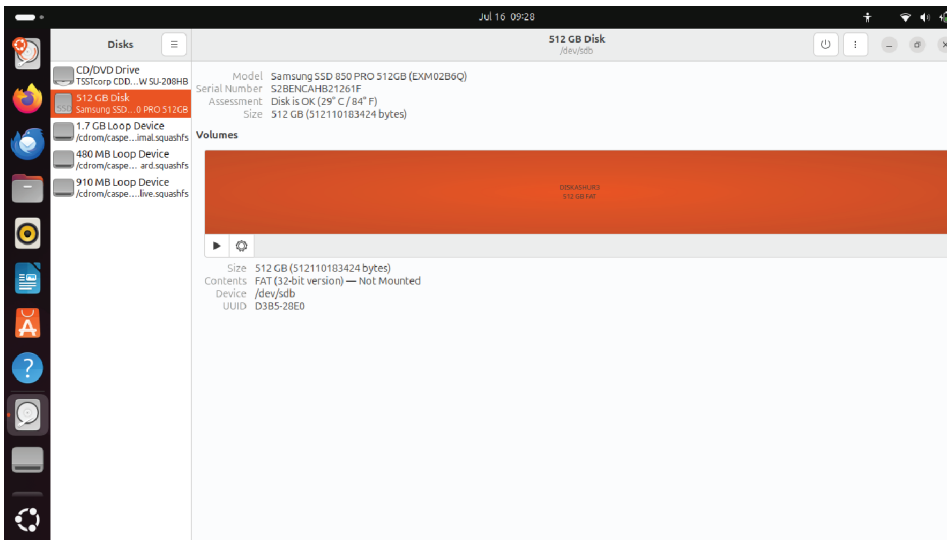 Jul 16 09:28
Disks
512 GB Disk
/dev/sdb
CD/DVD Drive
TSSTcorp CDD...W SU-208HB
512 GB Disk
Samsung SSD...0 PRO 512GB
1.7 GB Loop Device
/cdrom/caspe...imal.squashfs
480 MB Loop Device
/cdrom/caspe... ard.squashfs
910 MB Loop Device
/cdrom/caspe....live.squashfs
Model Samsung SSD 850 PRO 512GB (EXM02B6Q)
Serial Number S2BENCAHB21261F
Assessment Disk is OK (29° C / 84° F)
Size 512 GB (512110183424 bytes)
Volumes
DISKASHUR3
512 GB FAT
Size 512 GB (512110183424 bytes)
Contents FAT (32-bit version) — Not Mounted
Device /dev/sdb
UUID D3B5-28E0